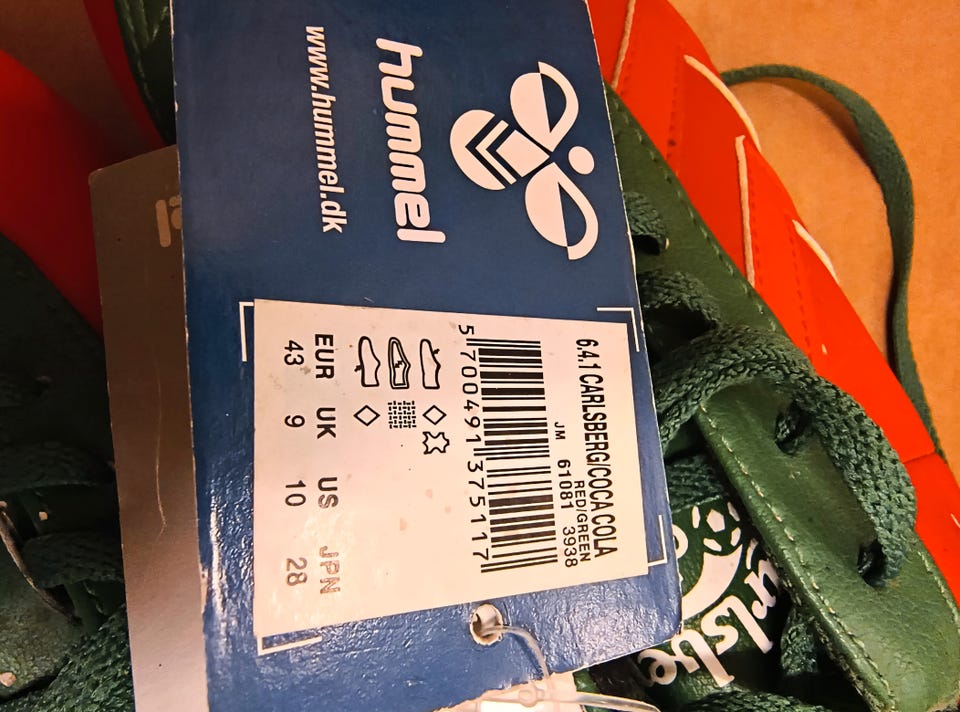 hummel
www.hummel.dk
6.4.1 CARLSBERG/COCA COLA
RED/GREEN
JM 61081 3938
5 700491 375117
EUR UK US JPN
43 9 10 28